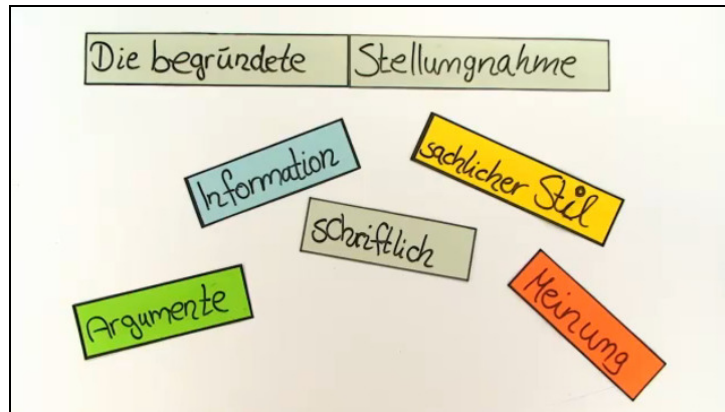 Die begründete Stellungnahme
Information
sachlicher Stil
schriftlich
Argumente
Meinung